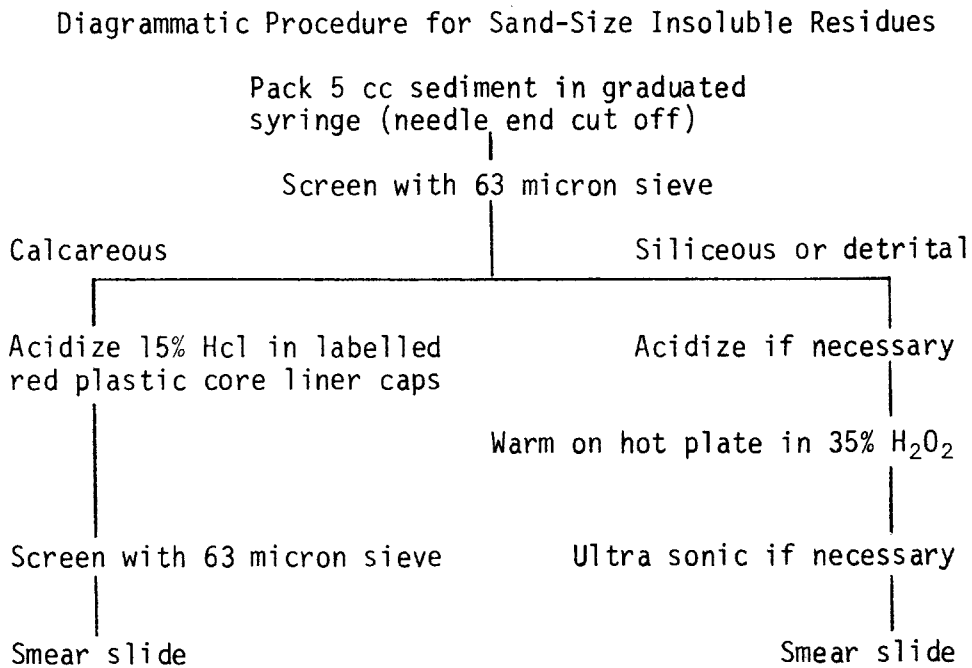 Diagrammatic Procedure for Sand-Size Insoluble Residues
Pack 5 cc sediment in graduated
syringe (needle end cut off)
Screen with 63 micron sieve
Calcareous
Siliceous or detrital
Acidize 15% Hcl in labelled
red plastic core liner caps
Acidize if necessary
Warm on hot plate in 35% H₂O₂
Screen with 63 micron sieve
Ultra sonic if necessary
Smear slide
Smear slide